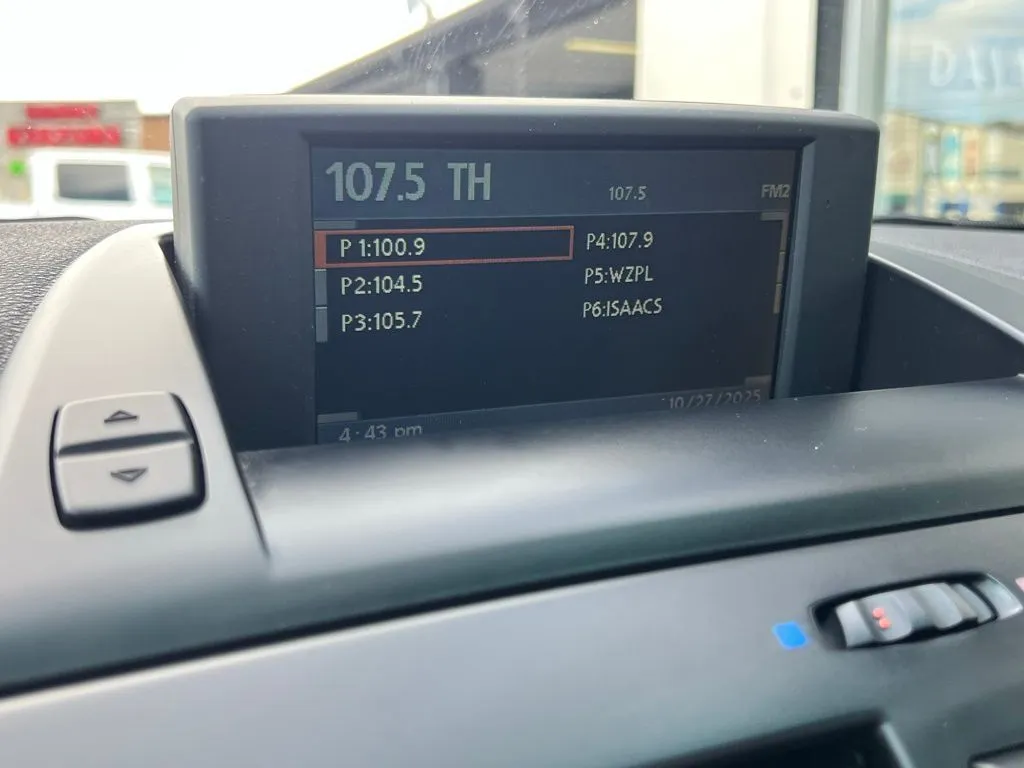 107.5 TH
107.5
FM2
P 1:100.9
P2:104.5
P3:105.7
P4:107.9
P5:WZPL
P6:ISAACS
10/27/2025
4:43 pm